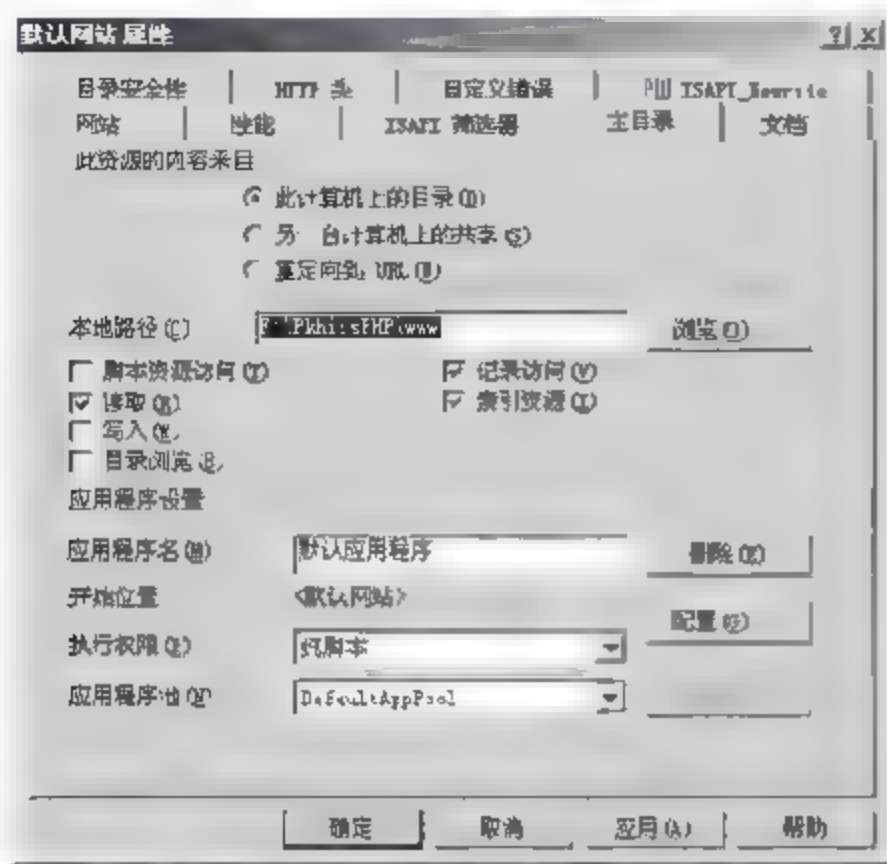 默认网站 属性
目录安全性 HTTP 头 自定义错误 ISAPI_Rewrite
网站 性能 ISAPI 筛选器 主目录 文档
此资源的内容来自
此计算机上的目录(D)
另一台计算机上的共享(S)
重定向到 URL(U)
本地路径(C) 浏览(O)
脚本资源访问(T) 记录访问(V)
读取(R) 索引资源(I)
写入(W)
目录浏览(B)
应用程序设置
应用程序名(M) 默认应用程序 删除(E)
开始位置 <默认网站>
配置(G)
执行权限(P) 纯脚本
应用程序池(N) DefaultAppPool
确定 取消 应用(A) 帮助